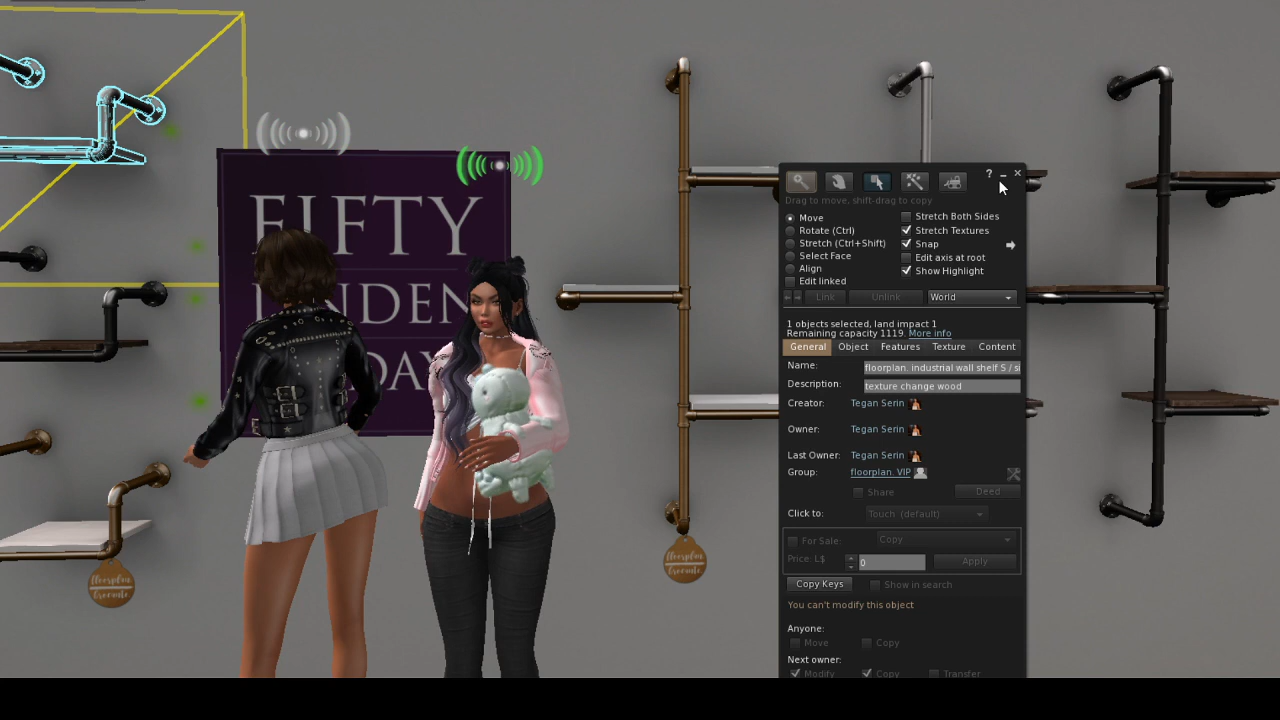 FIFTY
LINDEN
DAY
?
Drag to move, shift-drag to copy
Move
Rotate (Ctrl)
Stretch (Ctrl+Shift)
Select Face
Align
Edit linked
Stretch Both Sides
Stretch Textures
Snap
Edit axis at root
Show Highlight
Link Unlink World
1 objects selected, land impact 1
Remaining capacity 1119. More info
General Object Features Texture Content
Name: floorplan. industrial wall shelf S / si
Description: texture change wood
Creator: Tegan Serin
Owner: Tegan Serin
Last Owner: Tegan Serin
Group: floorplan. VIP
Share Deed
Click to: Touch (default)
For Sale: Copy
Price: L$ 0 Apply
Copy Keys Show in search
You can't modify this object
Anyone:
Move Copy
Next owner:
Modify Copy Transfer
floorplan
floorplan